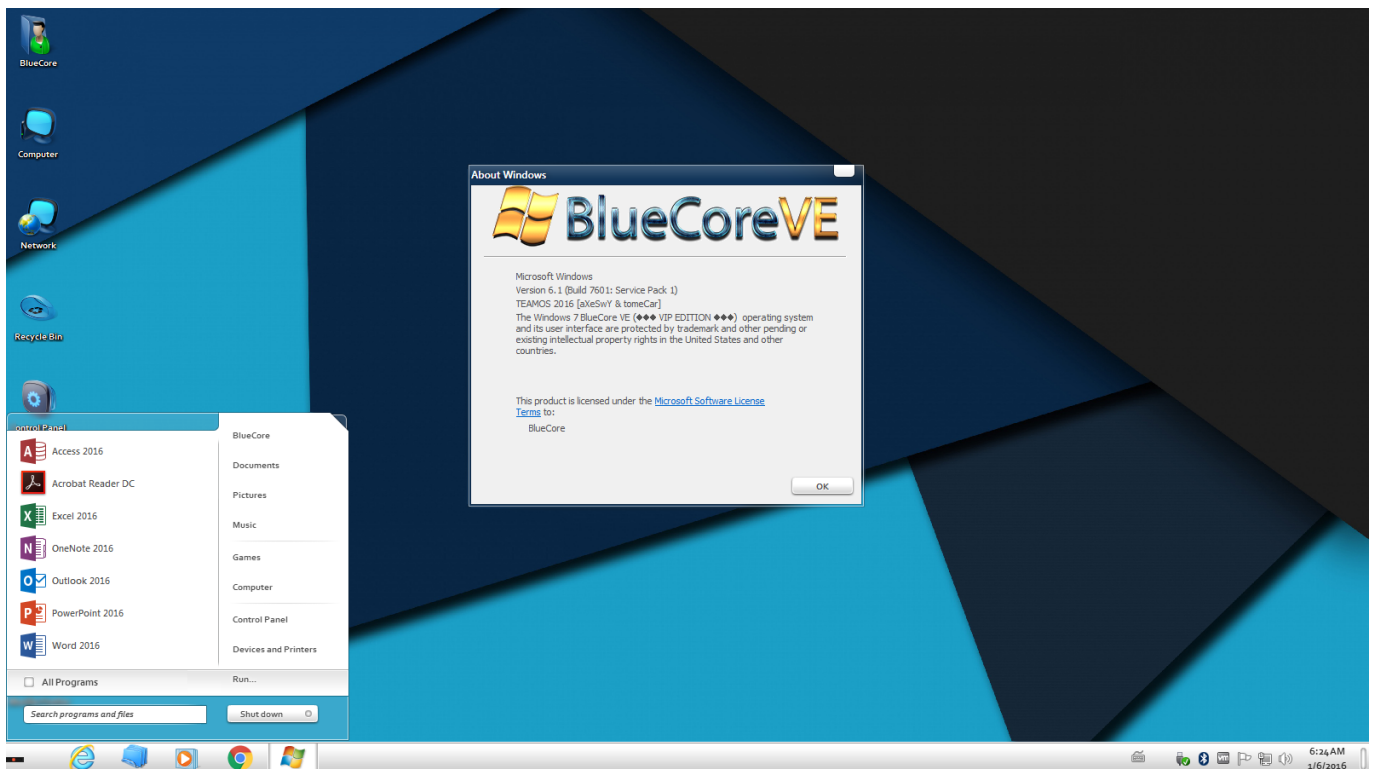 BlueCore
Computer
Network
Recycle Bin
ontrol Panel
About Windows
BlueCoreVE
Microsoft Windows
Version 6.1 (Build 7601: Service Pack 1)
TEAMOS 2016 [aXeSwY & tomeCar]
The Windows 7 BlueCore VE (◆◆◆ VIP EDITION ◆◆◆) operating system
and its user interface are protected by trademark and other pending or
existing intellectual property rights in the United States and other
countries.
This product is licensed under the Microsoft Software License
Terms to:
BlueCore
OK
Access 2016
Acrobat Reader DC
Excel 2016
OneNote 2016
Outlook 2016
PowerPoint 2016
Word 2016
All Programs
Search programs and files
BlueCore
Documents
Pictures
Music
Games
Computer
Control Panel
Devices and Printers
Run...
Shut down
6:24 AM
1/6/2016